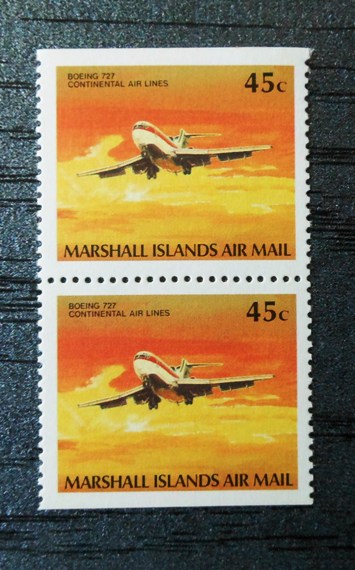 BOEING 727
CONTINENTAL AIR LINES
45c
MARSHALL ISLANDS AIR MAIL
BOEING 727
CONTINENTAL AIR LINES
45c
MARSHALL ISLANDS AIR MAIL